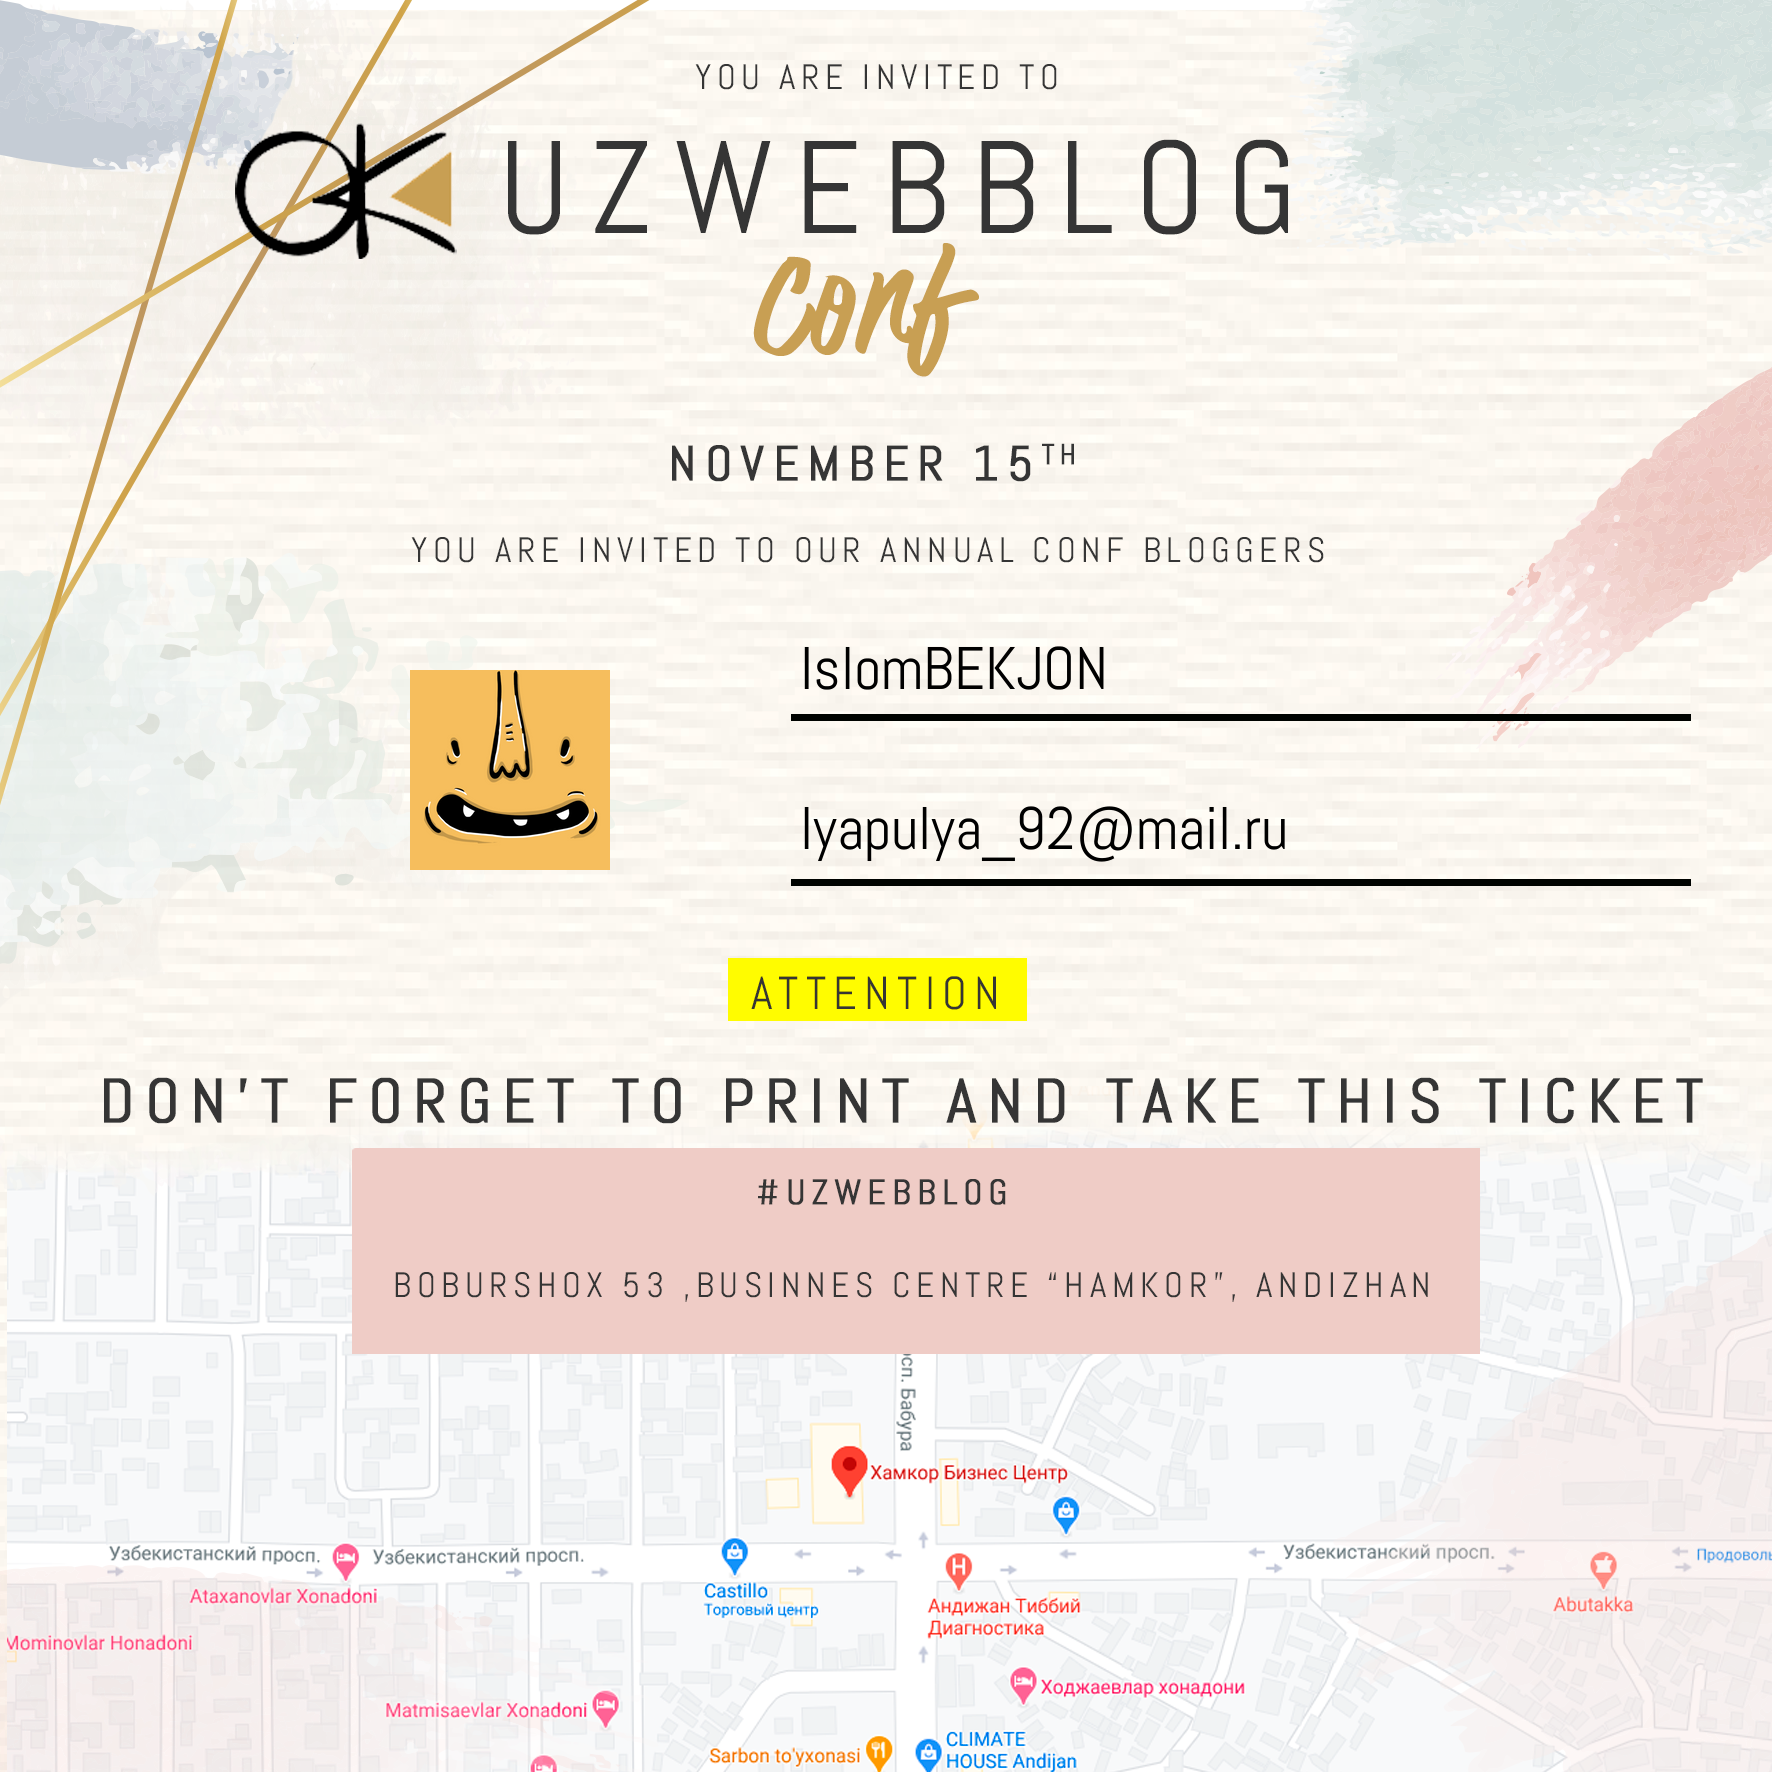 YOU ARE INVITED TO
UZWEBBLOG
conf
NOVEMBER 15TH
YOU ARE INVITED TO OUR ANNUAL CONF BLOGGERS
IslomBEKJON
lyapulya_92@mail.ru
ATTENTION
DON'T FORGET TO PRINT AND TAKE THIS TICKET
#UZWEBBLOG
BOBURSHOX 53 ,BUSINNES CENTRE “HAMKOR”, ANDIZHAN
осп. Бабура
Хамкор Бизнес Центр
Узбекистанский просп.
Узбекистанский просп.
Узбекистанский просп.
Продоволь
Ataxanovlar Xonadoni
Castillo
Торговый центр
Андижан Тиббий
Диагностика
Abutakka
Mominovlar Honadoni
Ходжаевлар хонадони
Matmisaevlar Xonadoni
Sarbon to'yxonasi
CLIMATE
HOUSE Andijan